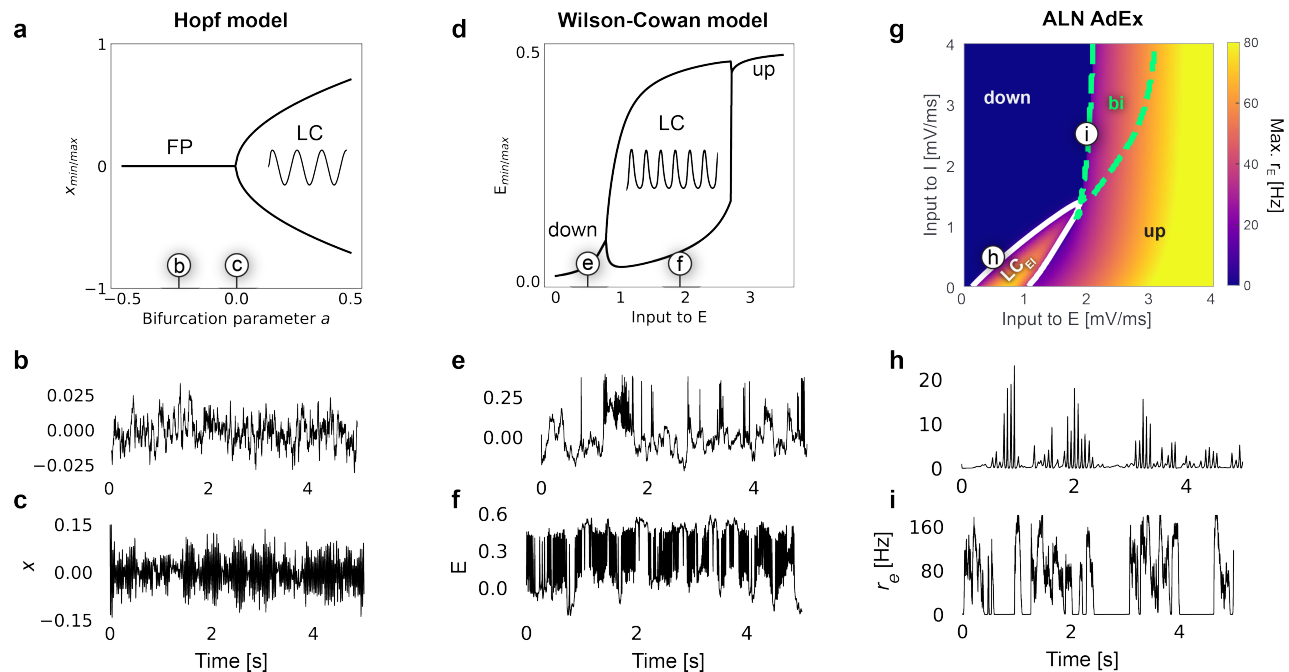 Hopf model
a
1
0
−1
x min/max
FP
LC
b
c
−0.5
0.0
0.5
Bifurcation parameter a
b
0.025
0.000
−0.025
0
2
4
c
0.15
0.00
−0.15
x
0
2
4
Time [s]
Wilson-Cowan model
d
0.5
0.0
E min/max
down
LC
up
e
f
0
1
2
3
Input to E
e
0.25
0.00
0
2
4
f
0.6
0.3
0.0
E
0
2
4
Time [s]
ALN AdEx
g
4
3
2
1
0
Input to I [mV/ms]
down
bi
i
h
LC EI
up
0
1
2
3
4
Input to E [mV/ms]
80
60
40
20
0
Max. r E [Hz]
h
20
10
0
0
2
4
i
160
80
0
r e [Hz]
0
2
4
Time [s]